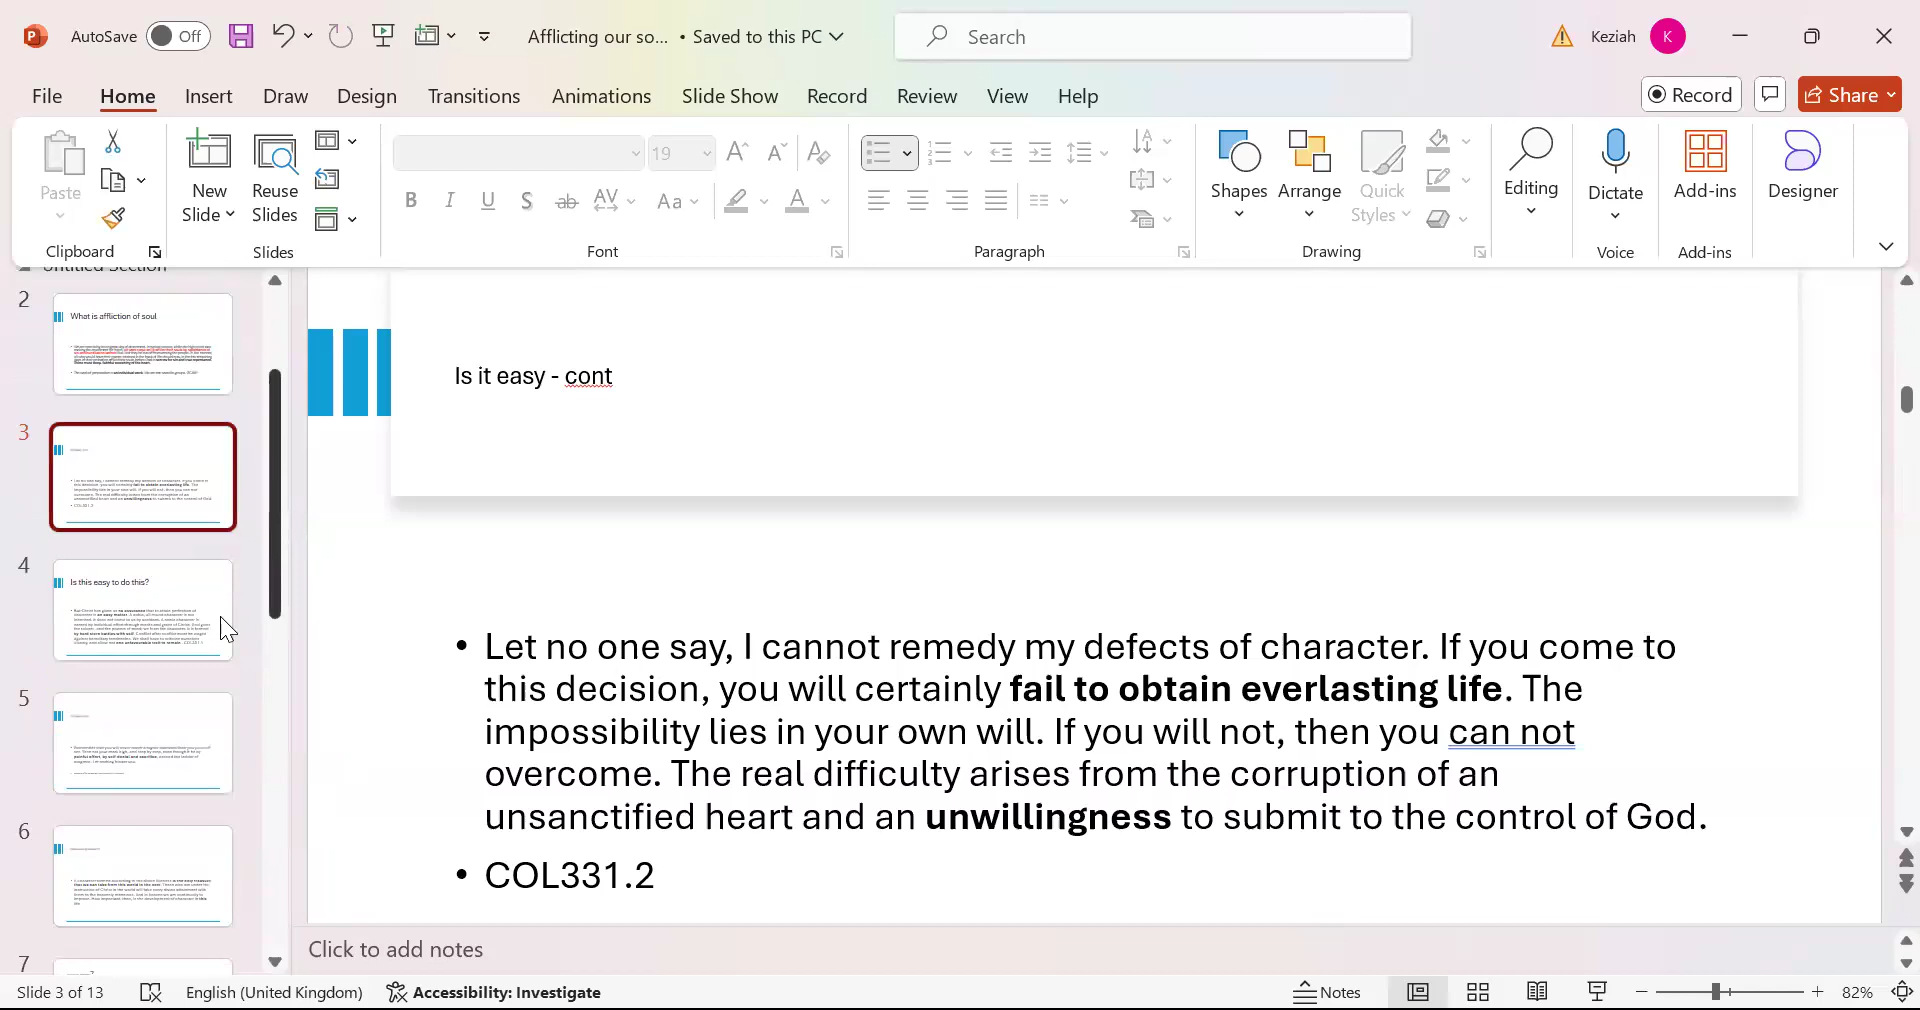 AutoSave Off Afflicting our so... • Saved to this PC Search Keziah K
File Home Insert Draw Design Transitions Animations Slide Show Record Review View Help Record Share
Paste New Slide Reuse Slides 19 Shapes Arrange Quick Styles Editing Dictate Add-ins Designer
Clipboard Slides Font Paragraph Drawing Voice Add-ins
Untitled Section
2
What is affliction of soul
3
4
Is this easy to do this?
5
6
7
Is it easy - cont
• Let no one say, I cannot remedy my defects of character. If you come to
this decision, you will certainly fail to obtain everlasting life. The
impossibility lies in your own will. If you will not, then you can not
overcome. The real difficulty arises from the corruption of an
unsanctified heart and an unwillingness to submit to the control of God.
• COL331.2
Click to add notes
Slide 3 of 13 English (United Kingdom) Accessibility: Investigate Notes 82%